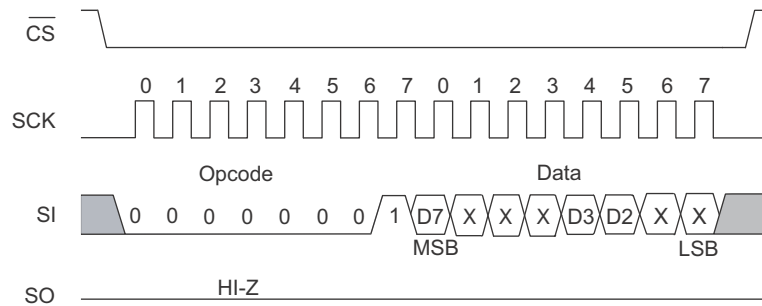 CS
0 1 2 3 4 5 6 7 0 1 2 3 4 5 6 7
SCK
Opcode Data
SI 0 0 0 0 0 0 0 1 D7 X X X D3 D2 X X
MSB LSB
HI-Z
SO